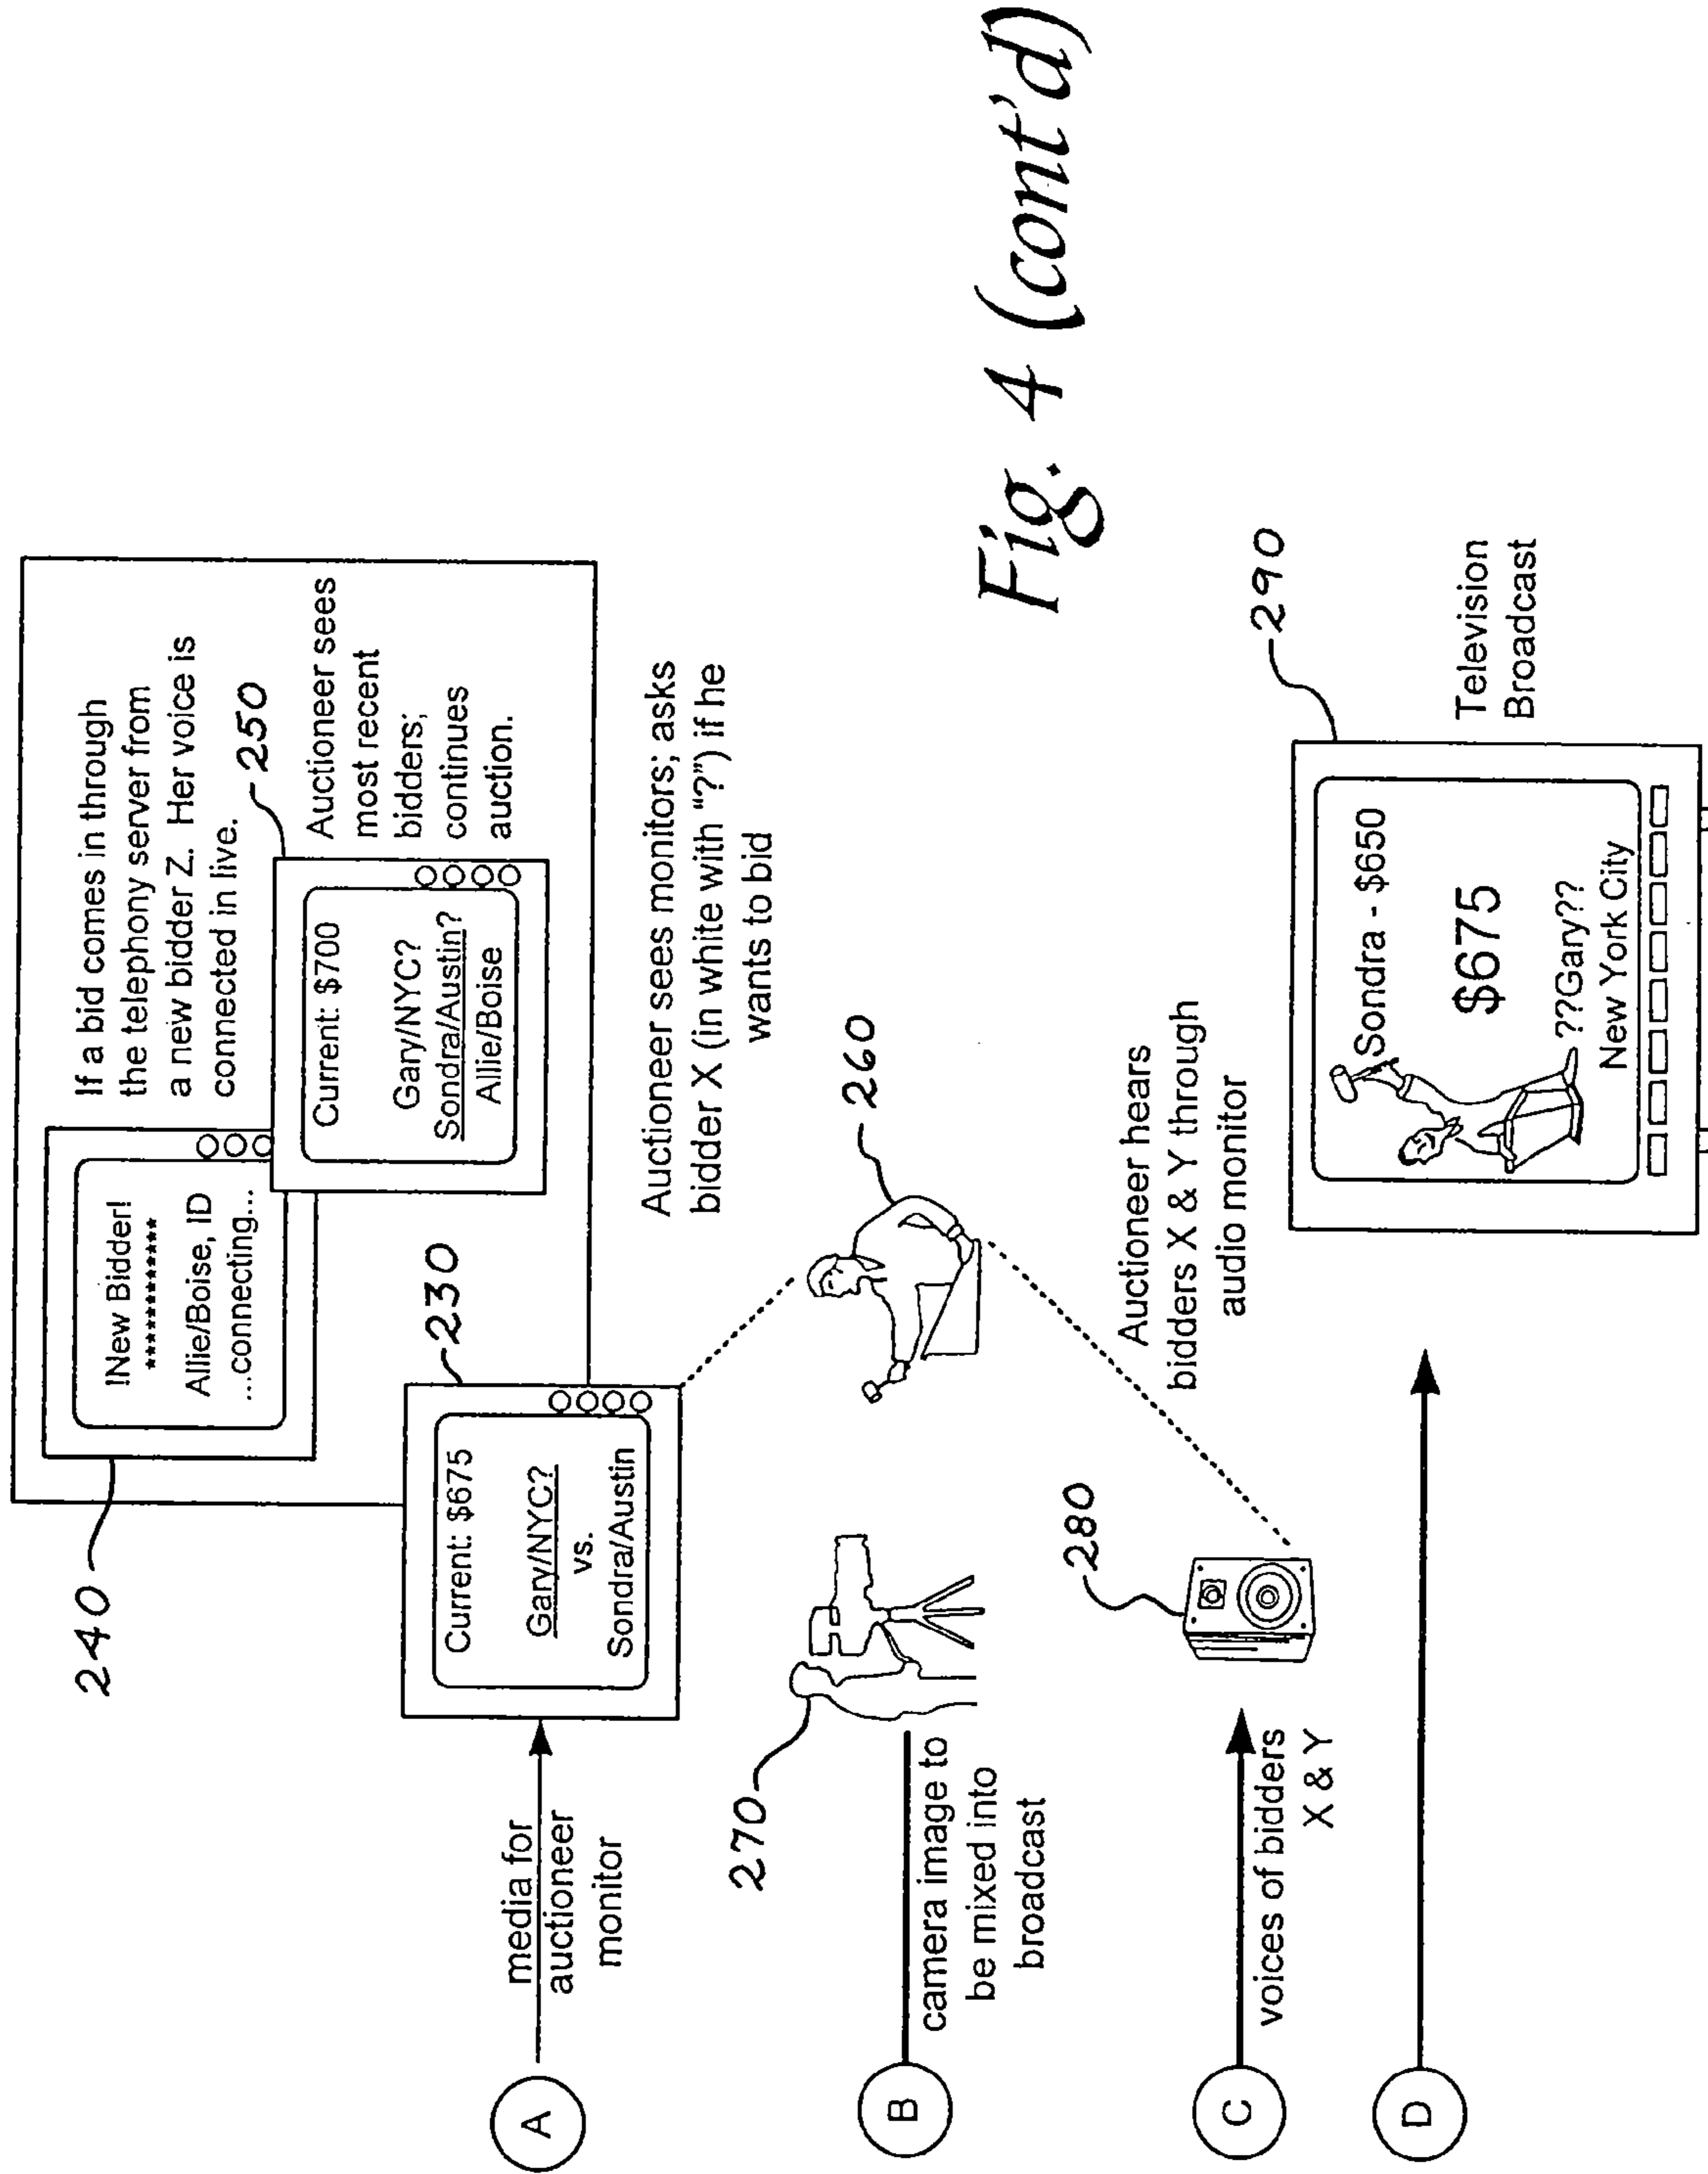 240
!New Bidder!
***********
Allie/Boise, ID
...connecting...
If a bid comes in through
the telephony server from
a new bidder Z. Her voice is
connected in live.
250
Current: $700
Gary/NYC?
Sondra/Austin?
Allie/Boise
Auctioneer sees
most recent
bidders;
continues
auction.
230
Current: $675
Gary/NYC?
vs.
Sondra/Austin
A
media for
auctioneer
monitor
Auctioneer sees monitors; asks
bidder X (in white with “?”) if he
wants to bid
260
270
B
camera image to
be mixed into
broadcast
280
Auctioneer hears
bidders X & Y through
audio monitor
C
voices of bidders
X & Y
D
290
Sondra - $650
$675
??Gary??
New York City
Television
Broadcast
Fig. 4 (cont'd)